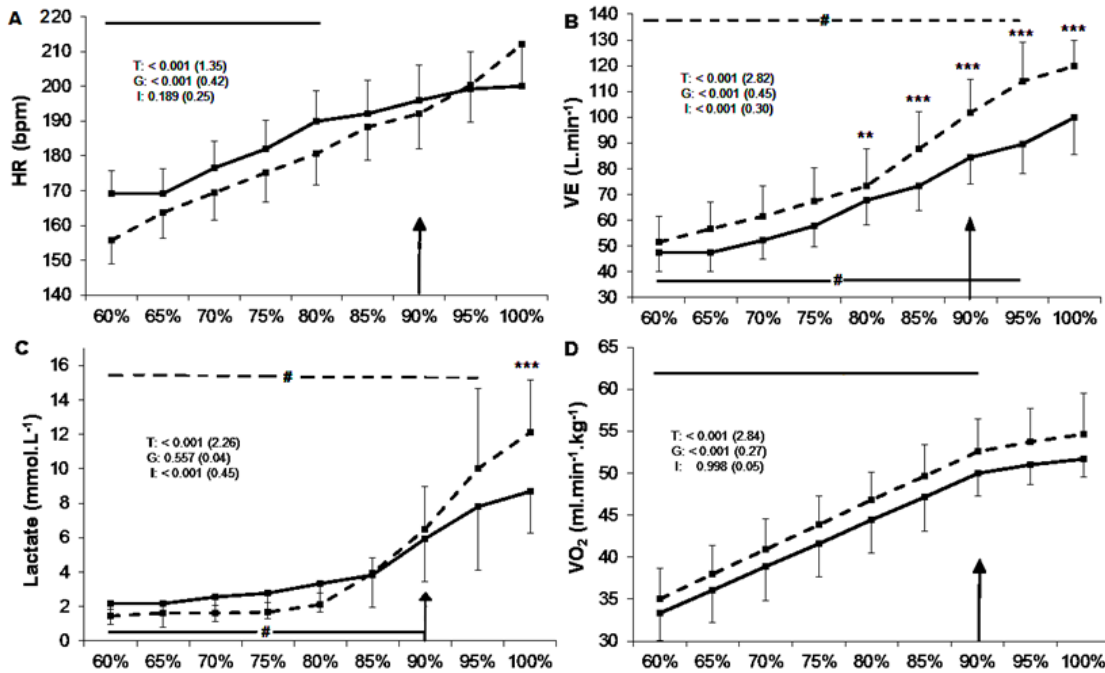 A
HR (bpm)
220
210
200
190
180
170
160
150
140
T: < 0.001 (1.35)
G: < 0.001 (0.42)
I: 0.189 (0.25)
60% 65% 70% 75% 80% 85% 90% 95% 100%
B
VE (L.min⁻¹)
140
130
120
110
100
90
80
70
60
50
40
30
#
** *** *** *** ***
T: < 0.001 (2.82)
G: < 0.001 (0.45)
I: < 0.001 (0.30)
#
60% 65% 70% 75% 80% 85% 90% 95% 100%
C
Lactate (mmol.L⁻¹)
16
14
12
10
8
6
4
2
0
#
***
T: < 0.001 (2.26)
G: 0.557 (0.04)
I: < 0.001 (0.45)
#
60% 65% 70% 75% 80% 85% 90% 95% 100%
D
VO₂ (ml.min⁻¹.kg⁻¹)
65
60
55
50
45
40
35
30
T: < 0.001 (2.84)
G: < 0.001 (0.27)
I: 0.998 (0.05)
60% 65% 70% 75% 80% 85% 90% 95% 100%